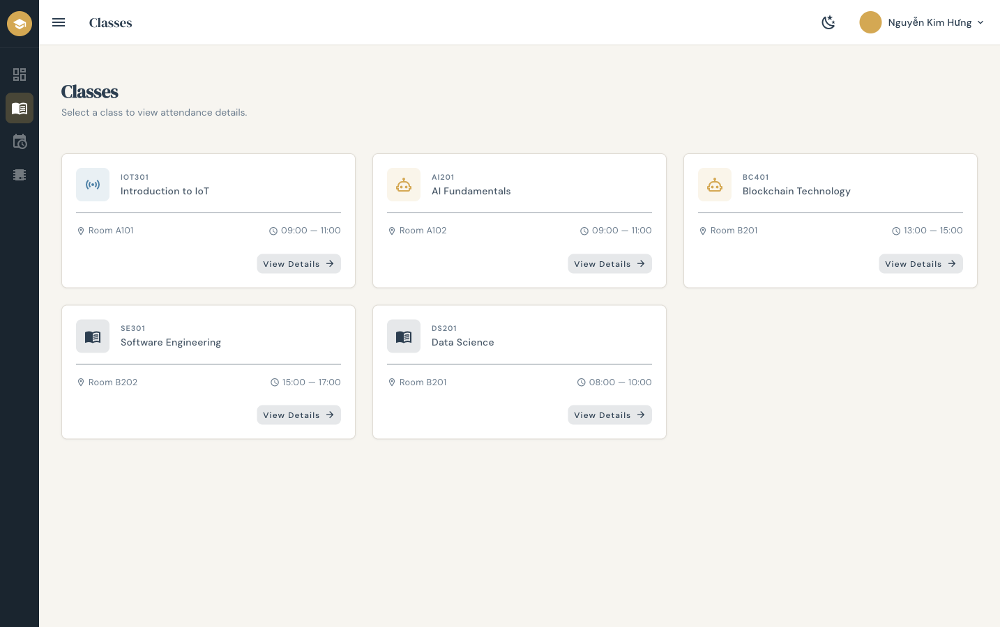 Classes
Nguyễn Kim Hưng
Classes
Select a class to view attendance details.
IOT301
Introduction to IoT
Room A101
09:00 — 11:00
View Details
AI201
AI Fundamentals
Room A102
09:00 — 11:00
View Details
BC401
Blockchain Technology
Room B201
13:00 — 15:00
View Details
SE301
Software Engineering
Room B202
15:00 — 17:00
View Details
DS201
Data Science
Room B201
08:00 — 10:00
View Details